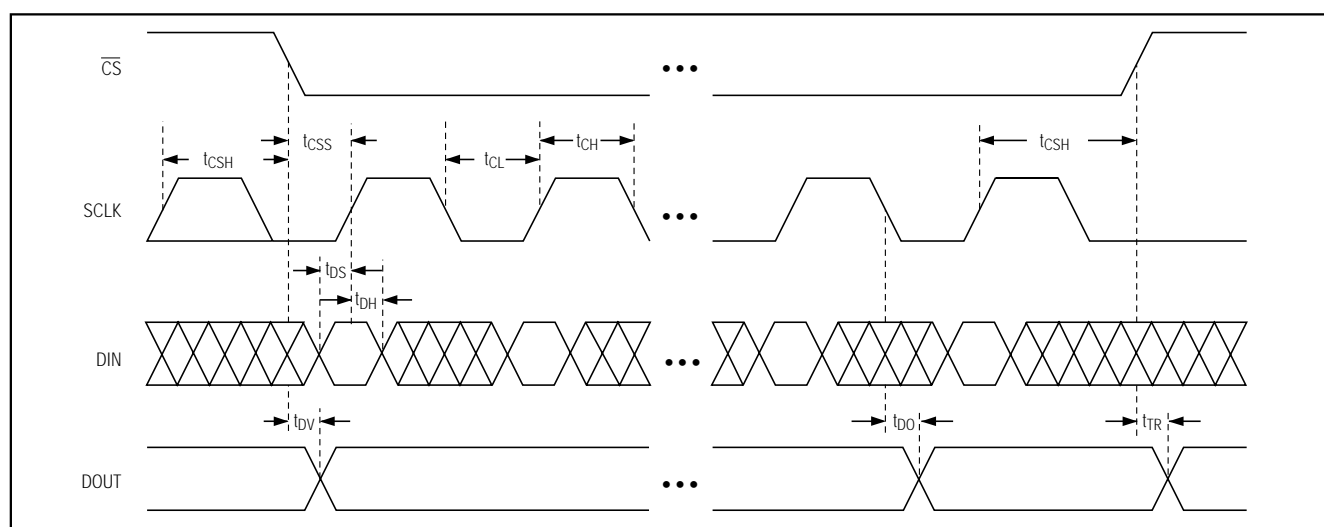 CS
tCSS
tCH
tCSH
tCL
tCSH
SCLK
tDS
tDH
DIN
tDV
tDO
tTR
DOUT